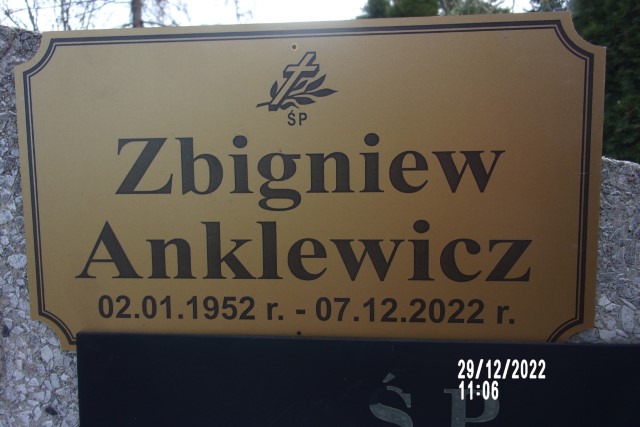 ŚP
Zbigniew
Anklewicz
02.01.1952 r. - 07.12.2022 r.
29/12/2022
11:06
Ś P